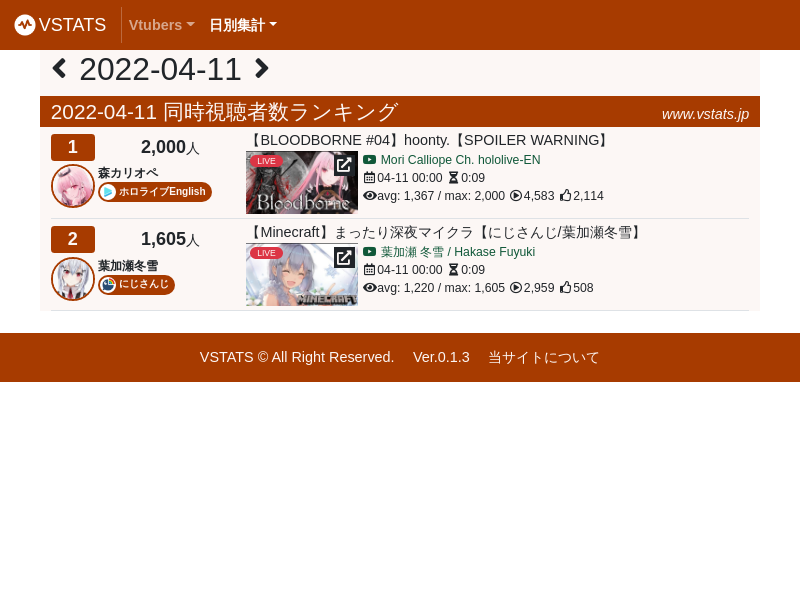 VSTATS
Vtubers
日別集計
2022-04-11
2022-04-11 同時視聴者数ランキング
www.vstats.jp
1
2,000人
森カリオペ
ホロライブEnglish
【BLOODBORNE #04】hoonty.【SPOILER WARNING】
LIVE
Bloodborne
Mori Calliope Ch. hololive-EN
04-11 00:00 0:09
avg: 1,367 / max: 2,000 4,583 2,114
2
1,605人
葉加瀬冬雪
にじさんじ
【Minecraft】まったり深夜マイクラ【にじさんじ/葉加瀬冬雪】
LIVE
MINECRAFT
葉加瀬 冬雪 / Hakase Fuyuki
04-11 00:00 0:09
avg: 1,220 / max: 1,605 2,959 508
VSTATS © All Right Reserved. Ver.0.1.3 当サイトについて